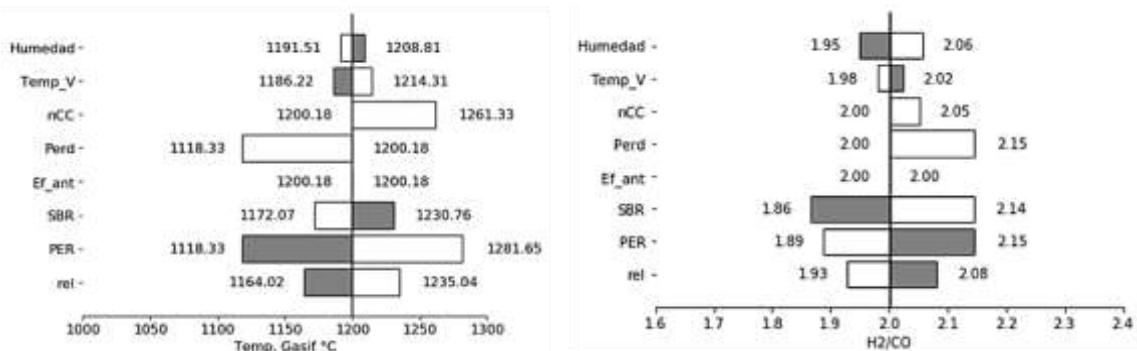 Humedad 1191.51 1208.81
Temp_V 1186.22 1214.31
nCC 1200.18 1261.33
Perd 1118.33 1200.18
Ef_ant 1200.18 1200.18
SBR 1172.07 1230.76
PER 1118.33 1281.65
rel 1164.02 1235.04
1000 1050 1100 1150 1200 1250 1300
Temp. Gasif °C
Humedad 1.95 2.06
Temp_V 1.98 2.02
nCC 2.00 2.05
Perd 2.00 2.15
Ef_ant 2.00 2.00
SBR 1.86 2.14
PER 1.89 2.15
rel 1.93 2.08
1.6 1.7 1.8 1.9 2.0 2.1 2.2 2.3 2.4
H2/CO